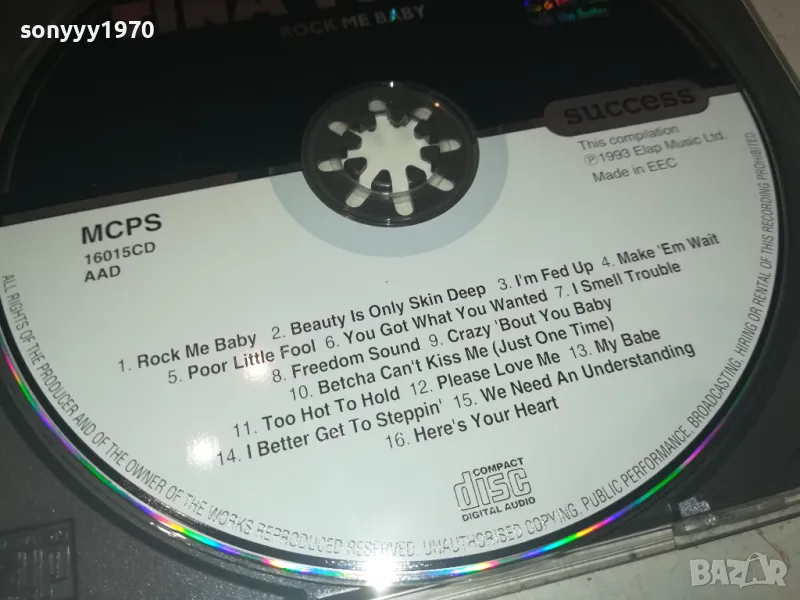 sonyyy1970
ROCK ME BABY
success
This compilation
℗1993 Elap Music Ltd.
Made in EEC
MCPS
16015CD
AAD
1. Rock Me Baby 2. Beauty Is Only Skin Deep 3. I'm Fed Up 4. Make 'Em Wait
5. Poor Little Fool 6. You Got What You Wanted 7. I Smell Trouble
8. Freedom Sound 9. Crazy 'Bout You Baby
10. Betcha Can't Kiss Me (Just One Time)
11. Too Hot To Hold 12. Please Love Me 13. My Babe
14. I Better Get To Steppin' 15. We Need An Understanding
16. Here's Your Heart
COMPACT
disc
DIGITAL AUDIO
ALL RIGHTS OF THE PRODUCER AND OF THE OWNER OF THE WORKS REPRODUCED RESERVED. UNAUTHORISED COPYING, PUBLIC PERFORMANCE, BROADCASTING, HIRING OR RENTAL OF THIS RECORDING PROHIBITED
BAZAR